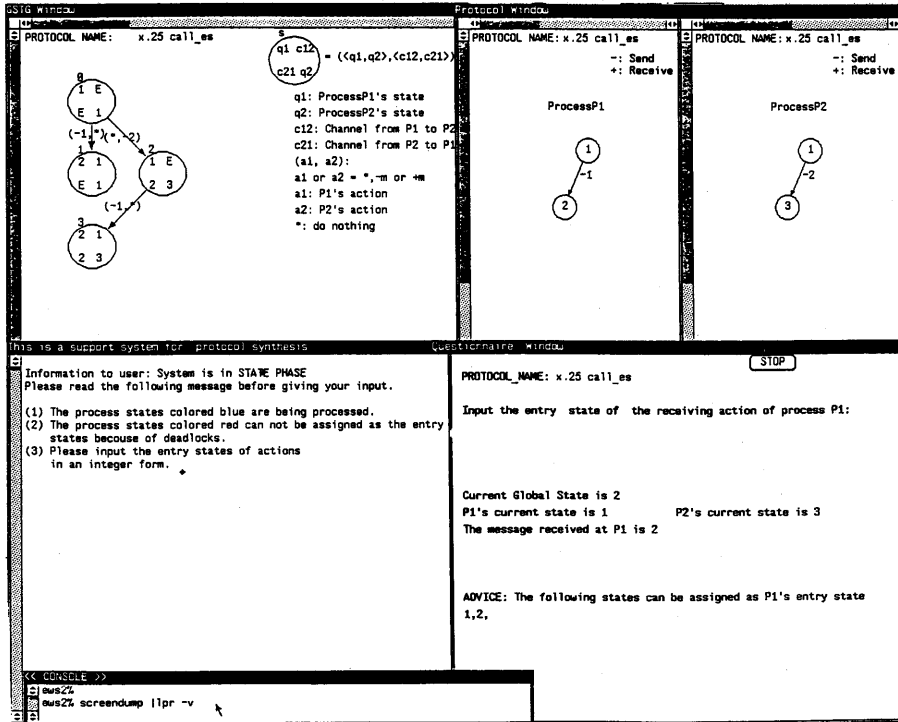 GSTG Window
PROTOCOL NAME: x.25 call_es
s
q1 c12
c21 q2
= (<q1,q2>,<c12,c21>)
q1: ProcessP1's state
q2: ProcessP2's state
c12: Channel from P1 to P2
c21: Channel from P2 to P1
(a1, a2):
a1 or a2 = *,-m or +m
a1: P1's action
a2: P2's action
*: do nothing
0
1 E
E 1
(-1,*)
(*,-2)
1
2 1
E 1
2
1 E
2 3
(-1,*)
3
2 1
2 3
Protocol Window
PROTOCOL NAME: x.25 call_es
-: Send
+: Receive
ProcessP1
1
-1
2
PROTOCOL NAME: x.25 call_es
-: Send
+: Receive
ProcessP2
1
-2
3
This is a support system for protocol synthesis
Information to user: System is in STATE PHASE
Please read the following message before giving your input.
(1) The process states colored blue are being processed.
(2) The process states colored red can not be assigned as the entry
states becouse of deadlocks.
(3) Please input the entry states of actions
in an integer form.
Questionnaire Window
STOP
PROTOCOL_NAME: x.25 call_es
Input the entry state of the receiving action of process P1:
Current Global State is 2
P1's current state is 1 P2's current state is 3
The message received at P1 is 2
ADVICE: The following states can be assigned as P1's entry state
1,2,
<< CONSOLE >>
ews2%
ews2% screendump |lpr -v